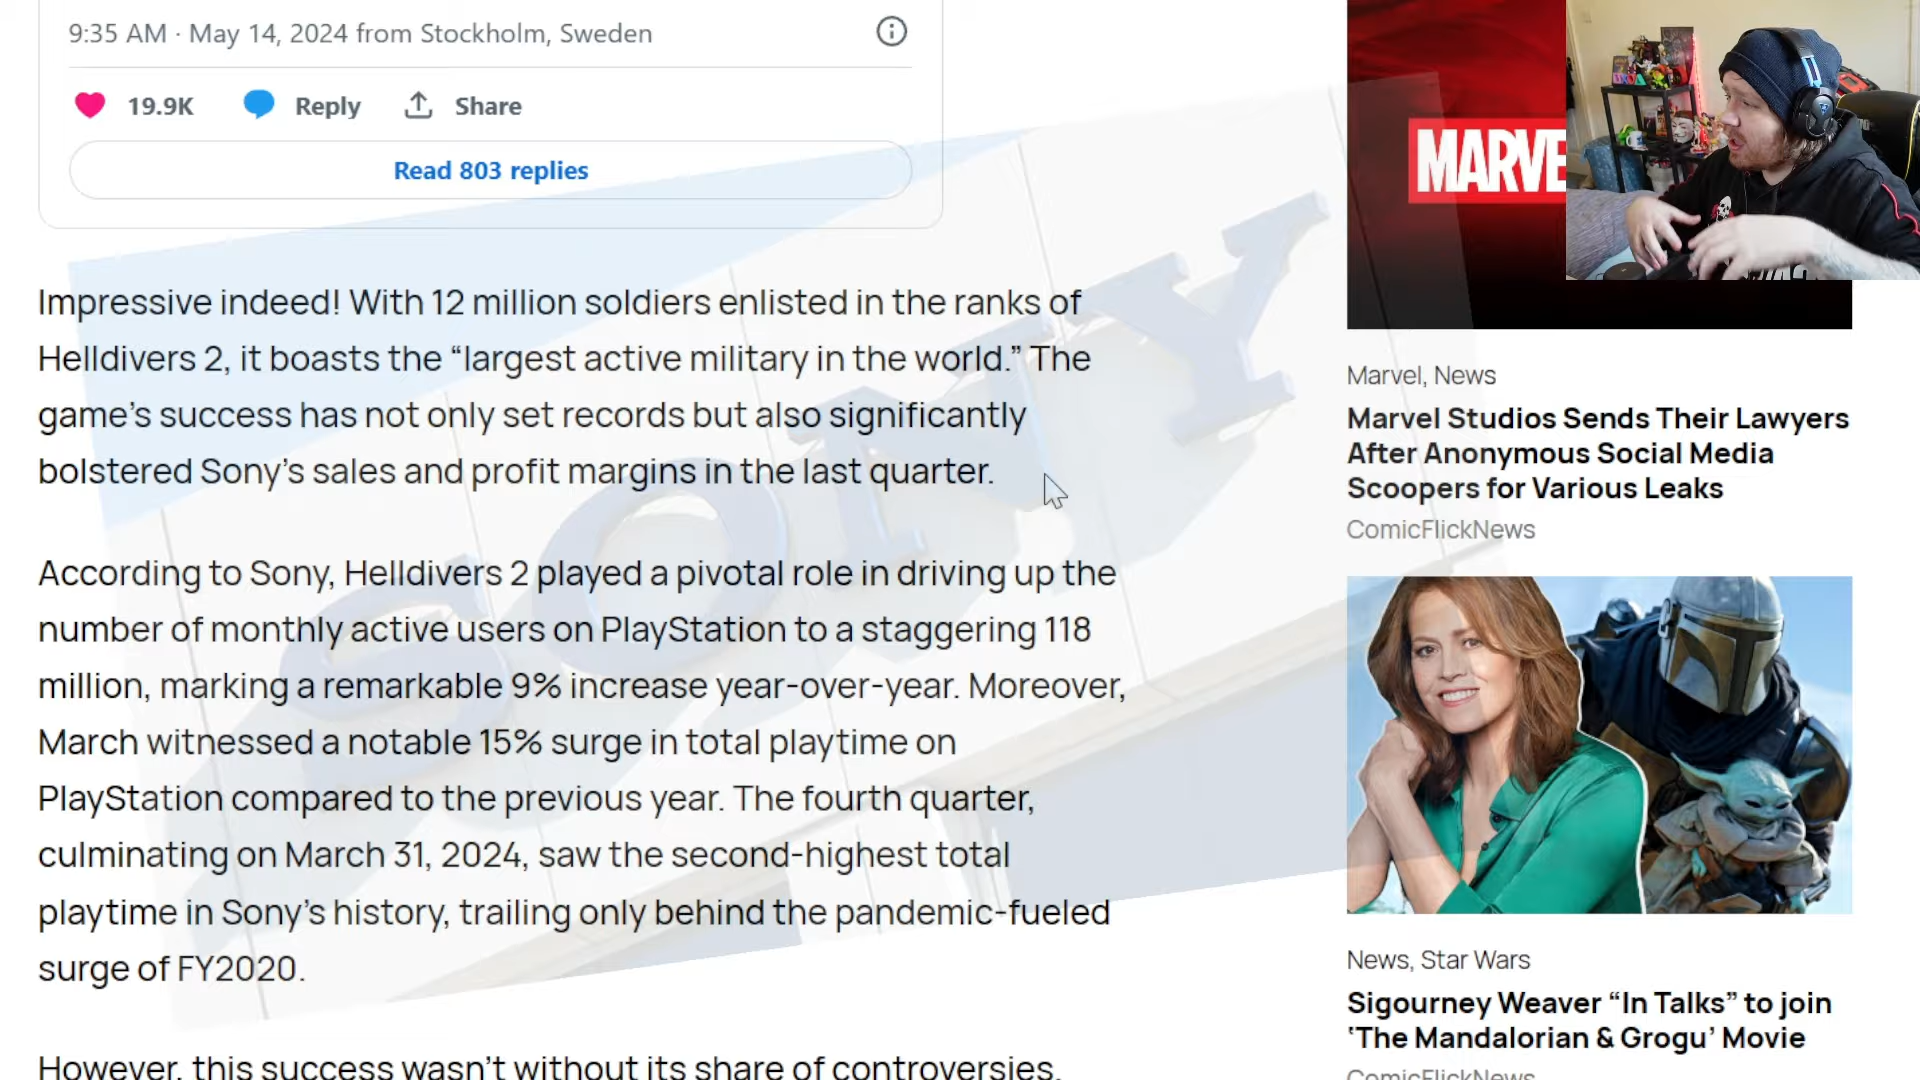 9:35 AM · May 14, 2024 from Stockholm, Sweden
19.9K Reply Share
Read 803 replies
Impressive indeed! With 12 million soldiers enlisted in the ranks of
Helldivers 2, it boasts the “largest active military in the world.” The
game’s success has not only set records but also significantly
bolstered Sony’s sales and profit margins in the last quarter.
According to Sony, Helldivers 2 played a pivotal role in driving up the
number of monthly active users on PlayStation to a staggering 118
million, marking a remarkable 9% increase year-over-year. Moreover,
March witnessed a notable 15% surge in total playtime on
PlayStation compared to the previous year. The fourth quarter,
culminating on March 31, 2024, saw the second-highest total
playtime in Sony’s history, trailing only behind the pandemic-fueled
surge of FY2020.
However, this success wasn’t without its share of controversies.
SONY
MARVE
Marvel, News
Marvel Studios Sends Their Lawyers
After Anonymous Social Media
Scoopers for Various Leaks
ComicFlickNews
News, Star Wars
Sigourney Weaver “In Talks” to join
‘The Mandalorian & Grogu’ Movie
ComicFlickNews